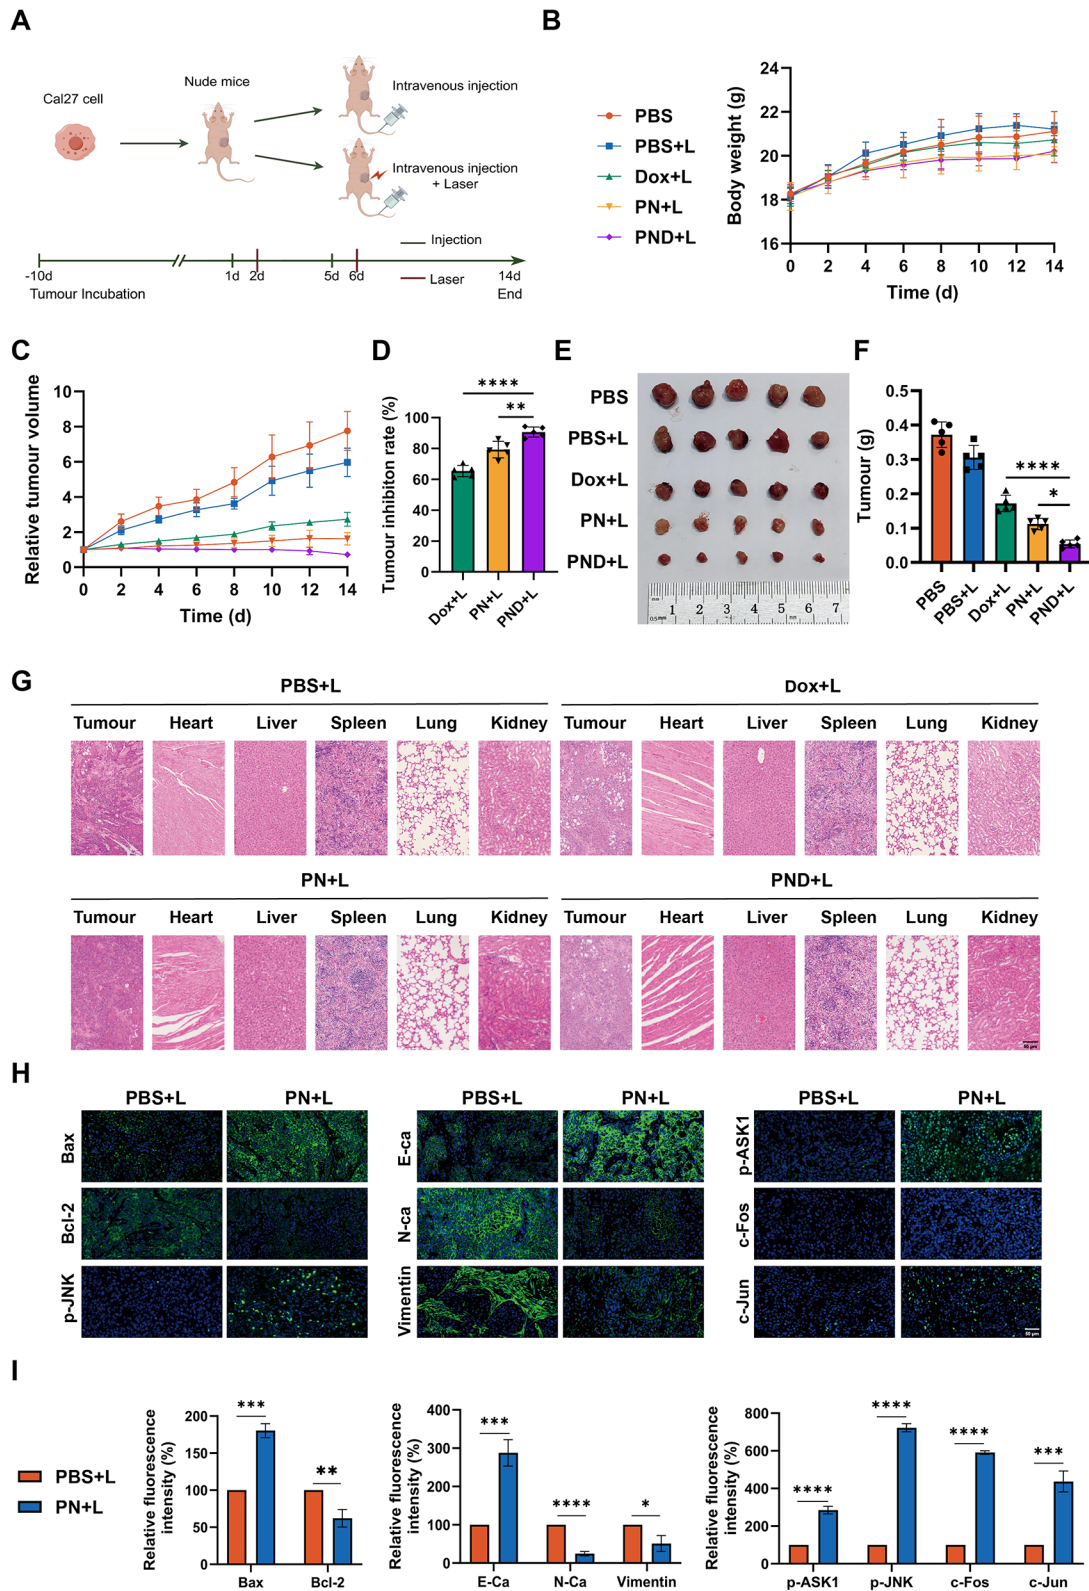 A
Cal27 cell
Nude mice
Intravenous injection
Intravenous injection
+ Laser
Injection
Laser
-10d
1d
2d
5d
6d
14d
Tumour Incubation
End
B
PBS
PBS+L
Dox+L
PN+L
PND+L
Body weight (g)
24
22
20
18
16
0
2
4
6
8
10
12
14
Time (d)
C
Relative tumour volume
10
8
6
4
2
0
0
2
4
6
8
10
12
14
Time (d)
D
Tumour inhibiton rate (%)
100
80
60
40
20
0
****
**
Dox+L
PN+L
PND+L
E
PBS
PBS+L
Dox+L
PN+L
PND+L
mm
0.5mm
1
2
3
4
5
6
7
mm
F
Tumour (g)
0.5
0.4
0.3
0.2
0.1
0.0
****
*
PBS
PBS+L
Dox+L
PN+L
PND+L
G
PBS+L
Dox+L
Tumour Heart Liver Spleen Lung Kidney Tumour Heart Liver Spleen Lung Kidney
PN+L
PND+L
Tumour Heart Liver Spleen Lung Kidney Tumour Heart Liver Spleen Lung Kidney
50 μm
H
PBS+L PN+L
Bax
Bcl-2
p-JNK
PBS+L PN+L
E-ca
N-ca
Vimentin
PBS+L PN+L
p-ASK1
c-Fos
c-Jun
50 μm
I
PBS+L
PN+L
Relative fluorescence
intensity (%)
200
150
100
50
0
***
**
Bax
Bcl-2
Relative fluorescence
intensity (%)
400
300
200
100
0
***
****
*
E-Ca
N-Ca
Vimentin
Relative fluorescence
intensity (%)
800
600
400
200
0
****
****
****
***
p-ASK1
p-JNK
c-Fos
c-Jun